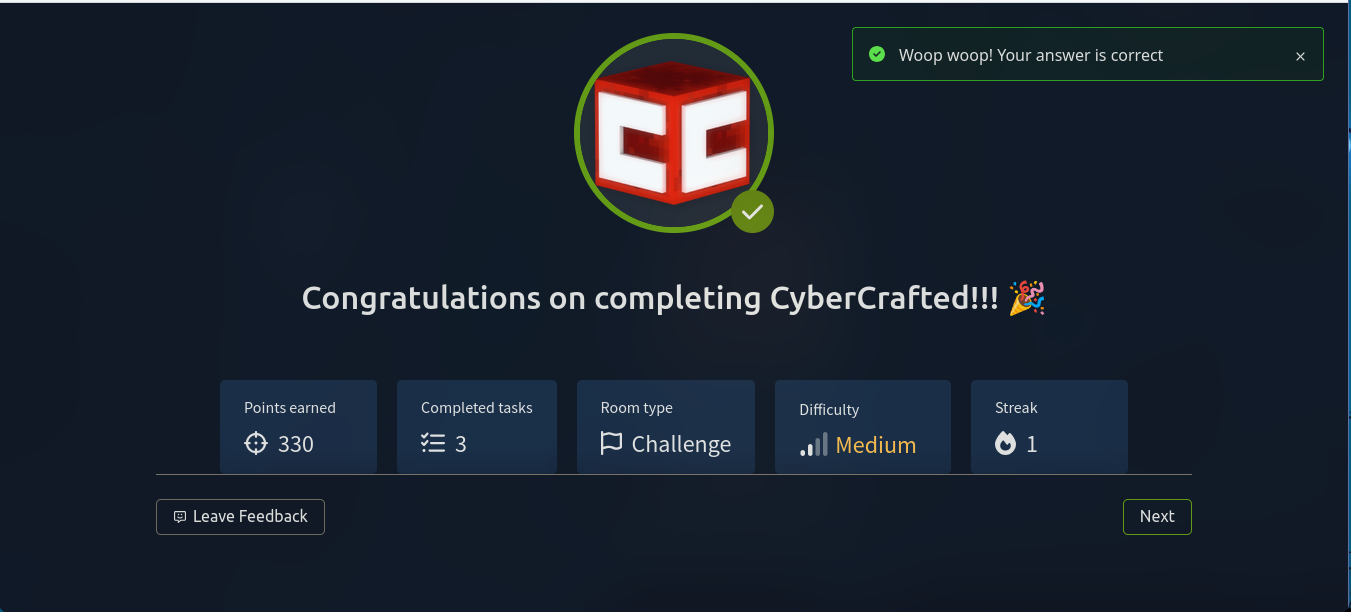 Woop woop! Your answer is correct
CC
Congratulations on completing CyberCrafted!!! 🎉
Points earned
330
Completed tasks
3
Room type
Challenge
Difficulty
Medium
Streak
1
Leave Feedback
Next